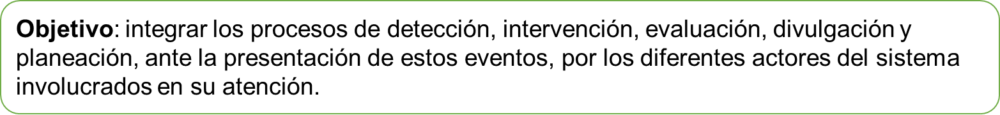 Objetivo: integrar los procesos de detección, intervención, evaluación, divulgación y
planeación, ante la presentación de estos eventos, por los diferentes actores del sistema
involucrados en su atención.